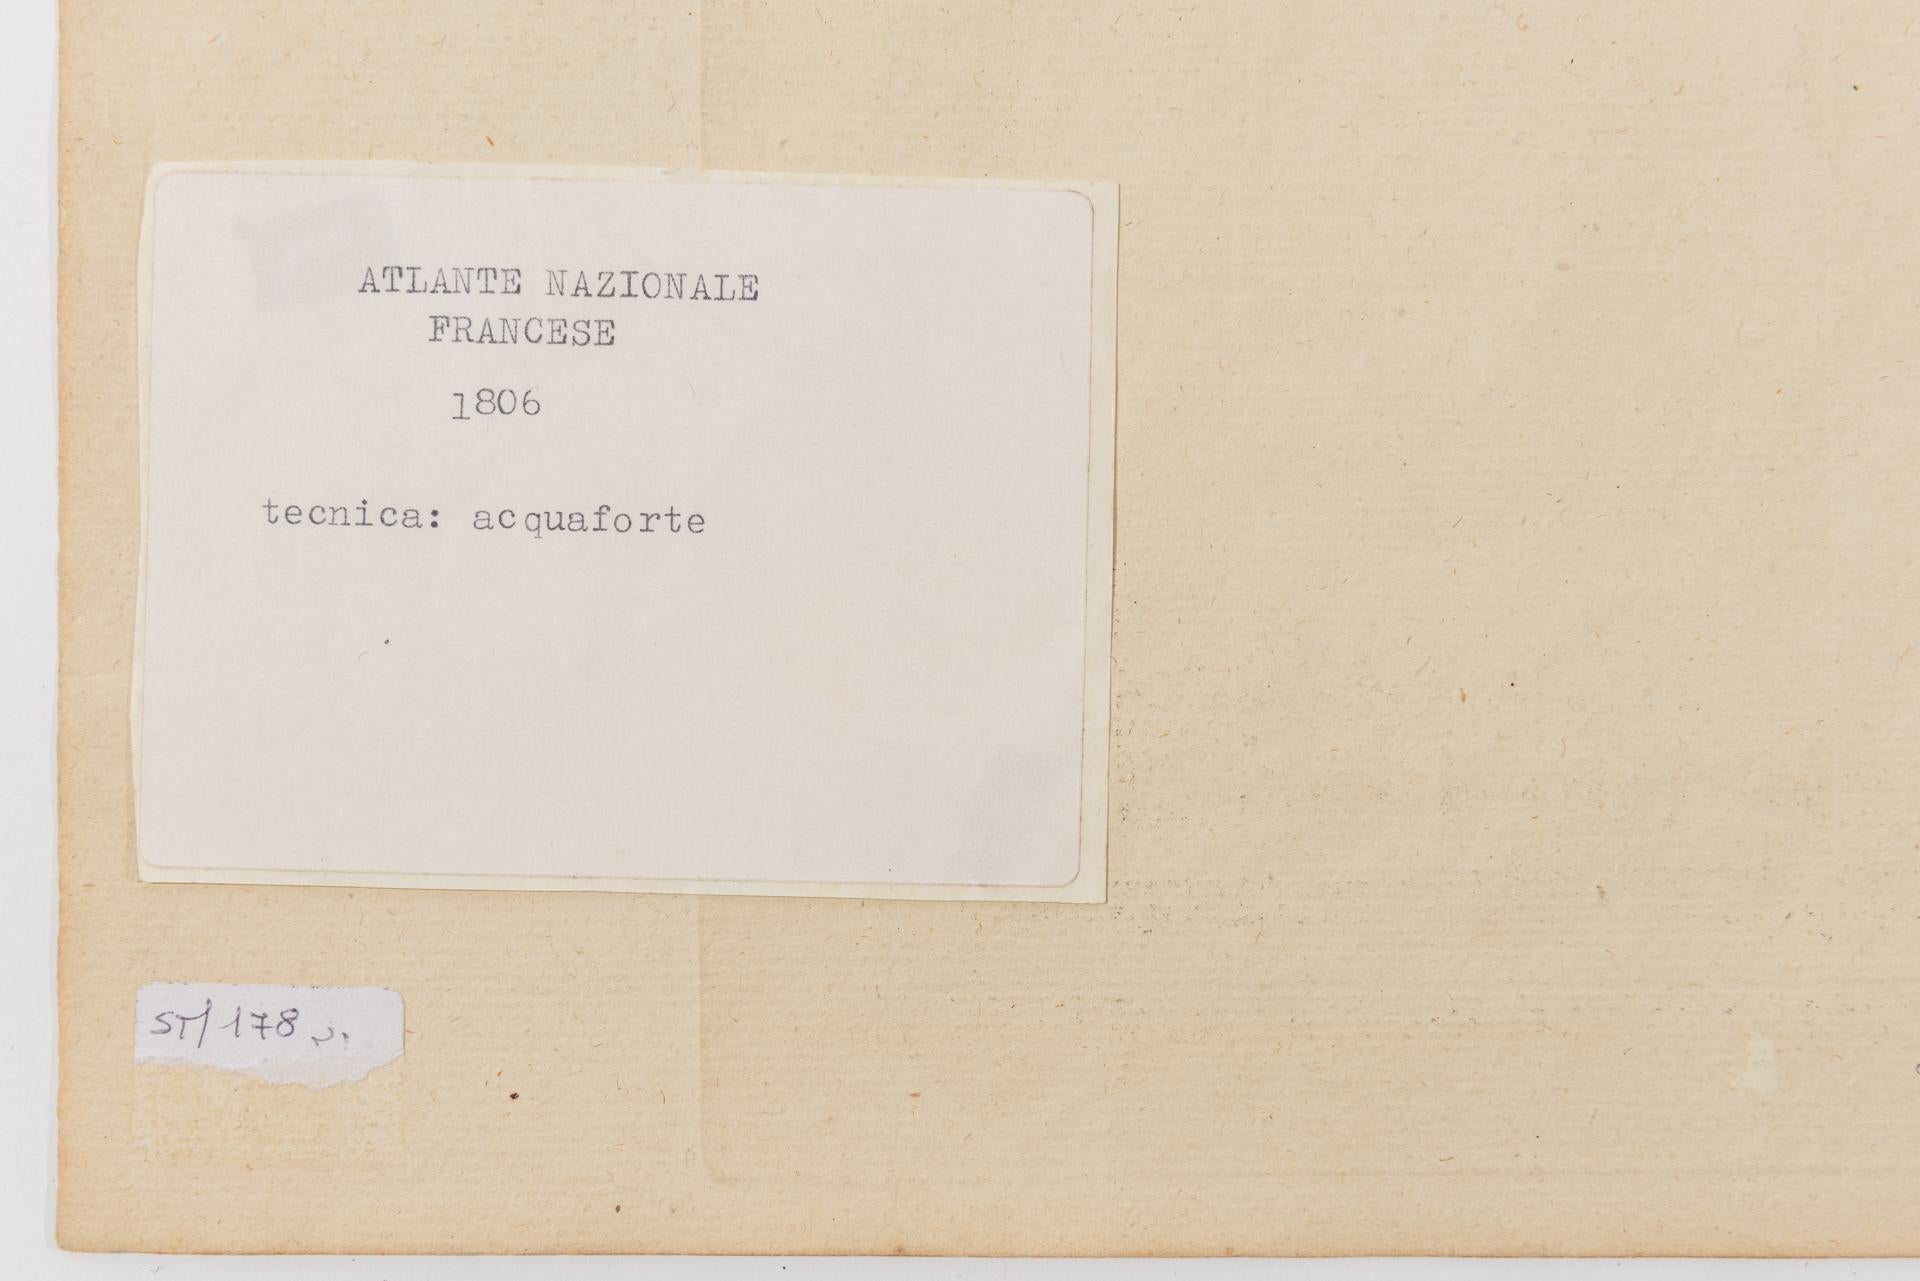 ATLANTE NAZIONALE
FRANCESE
1806
tecnica: acquaforte
ST/178